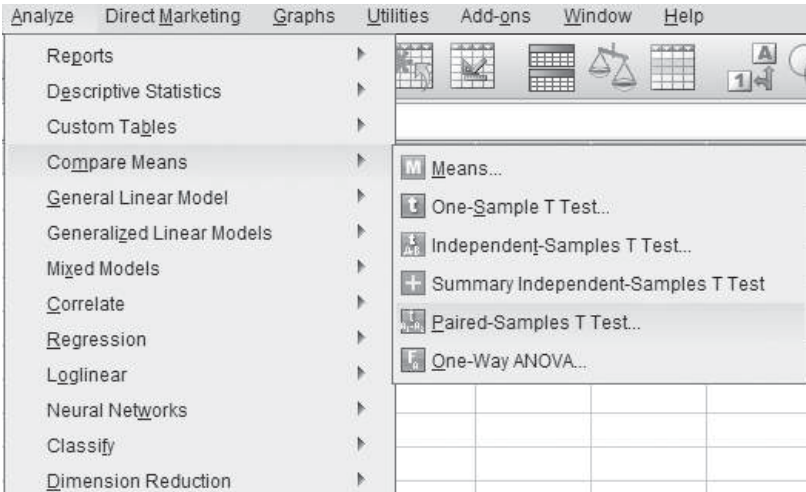 Analyze Direct Marketing Graphs Utilities Add-ons Window Help
Reports
Descriptive Statistics
Custom Tables
Compare Means
General Linear Model
Generalized Linear Models
Mixed Models
Correlate
Regression
Loglinear
Neural Networks
Classify
Dimension Reduction
A
1
M Means...
t One-Sample T Test...
Independent-Samples T Test...
Summary Independent-Samples T Test
Paired-Samples T Test...
One-Way ANOVA...